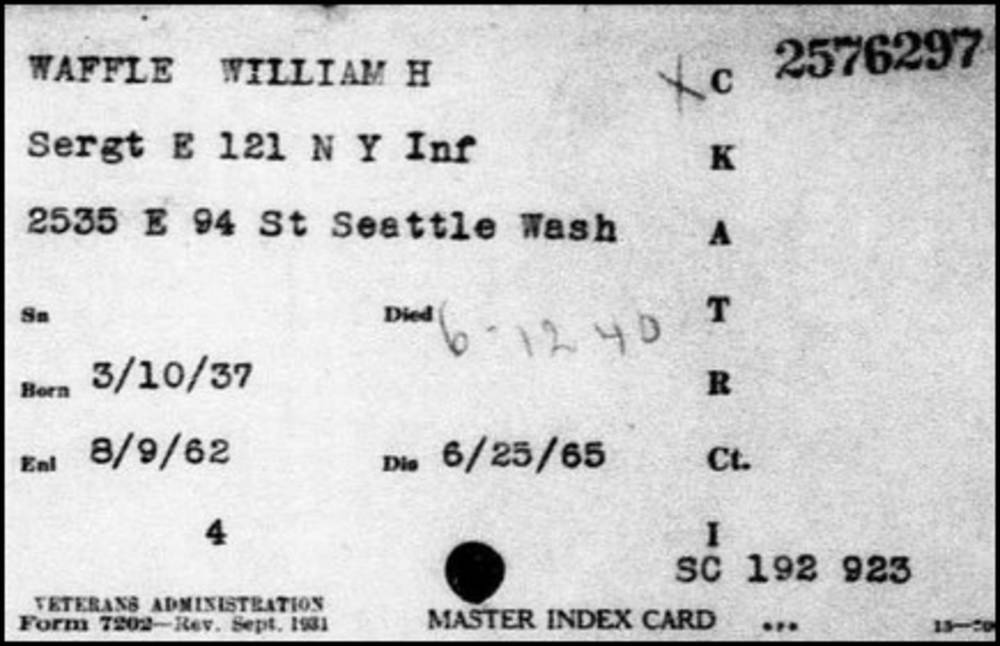 WAFFLE WILLIAM H X C 2576297
Sergt E 121 N Y Inf K
2535 E 94 St Seattle Wash A
Sn Died 6-12 40 T
Born 3/10/37 R
Enl 8/9/62 Dis 6/25/65 Ct.
4 I
SC 192 923
VETERANS ADMINISTRATION
Form 7202—Rev. Sept. 1931 MASTER INDEX CARD